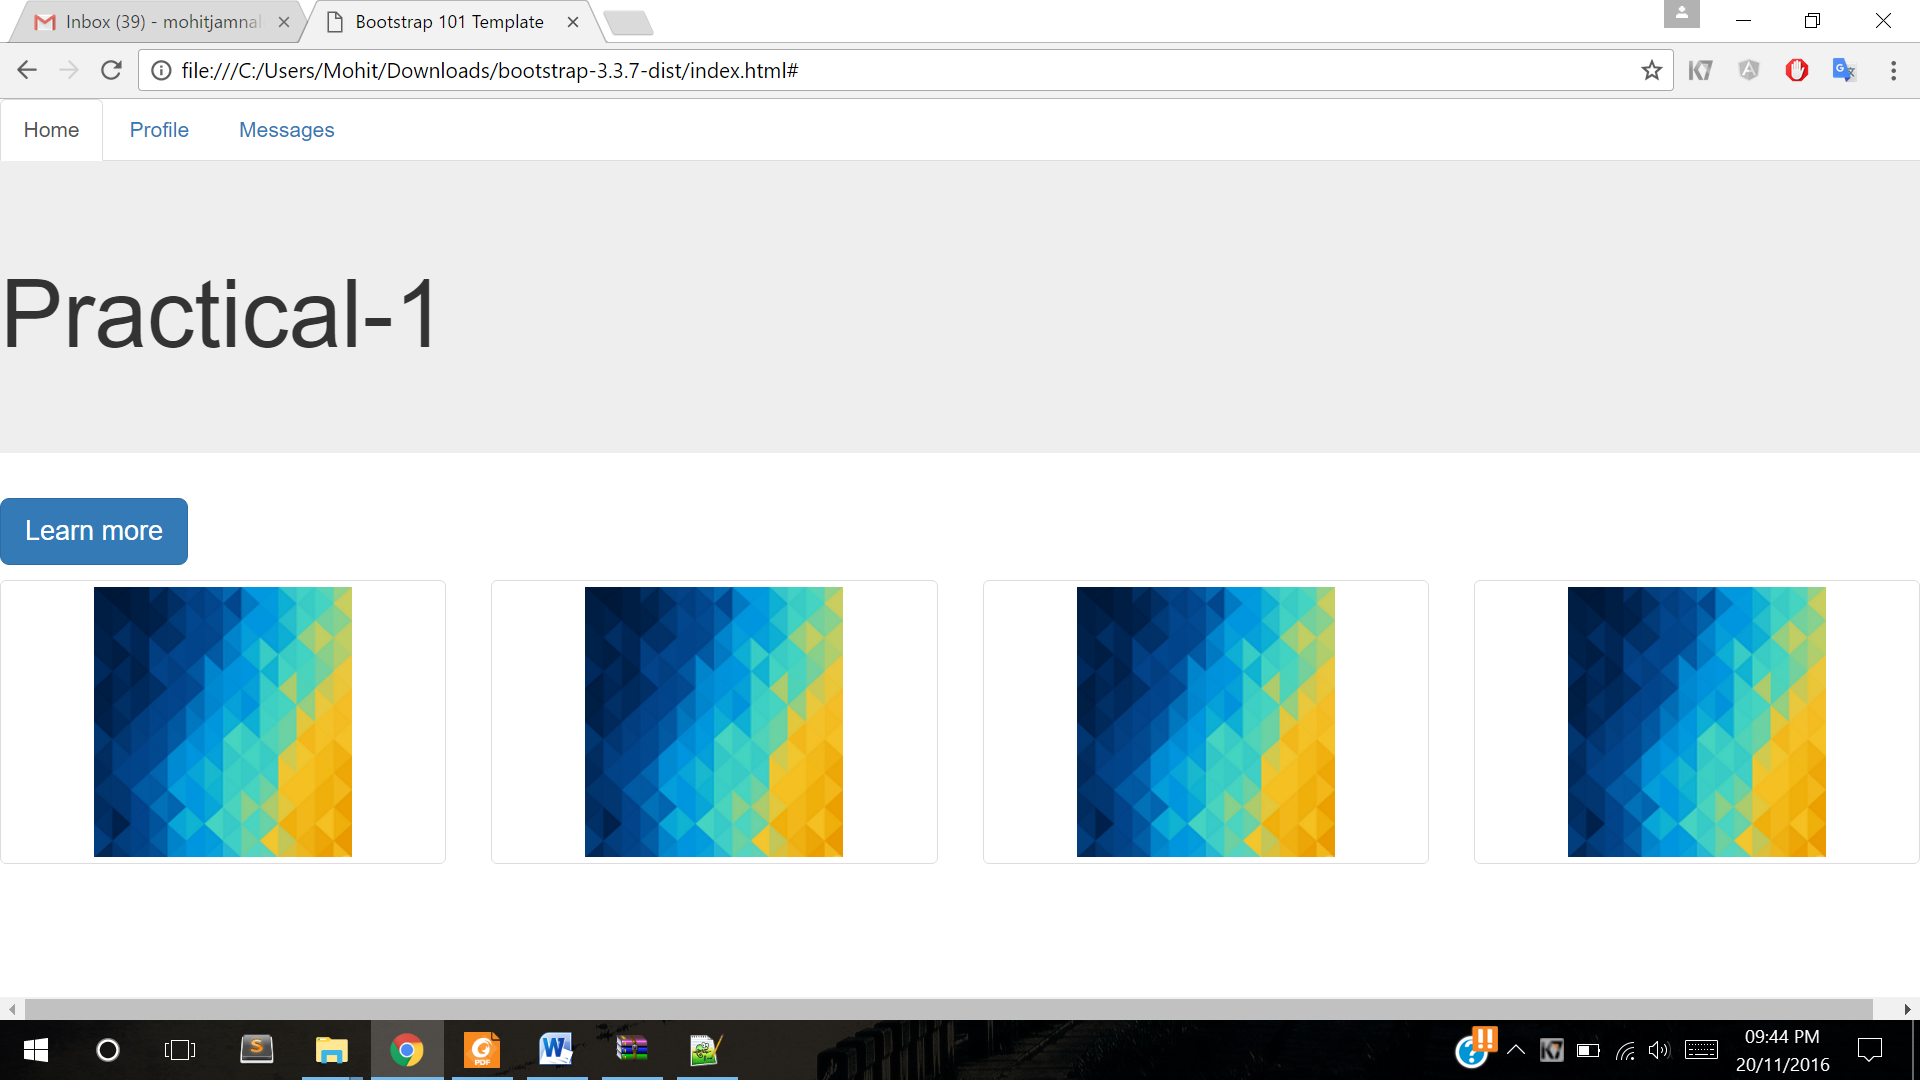 Inbox (39) - mohitjamnal
Bootstrap 101 Template
file:///C:/Users/Mohit/Downloads/bootstrap-3.3.7-dist/index.html#
Home
Profile
Messages
Practical-1
Learn more
09:44 PM
20/11/2016